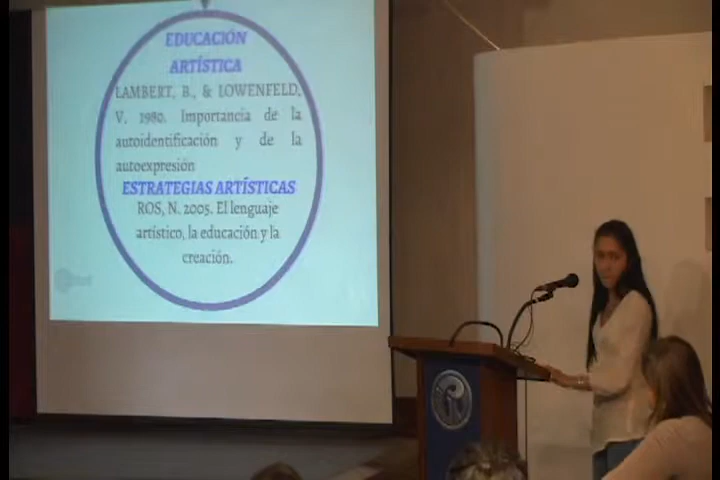 EDUCACIÓN
ARTÍSTICA
LAMBERT, B., & LOWENFELD,
V. 1980. Importancia de la
autoidentificación y de la
autoexpresión
ESTRATEGIAS ARTÍSTICAS
ROS, N. 2005. El lenguaje
artístico, la educación y la
creación.